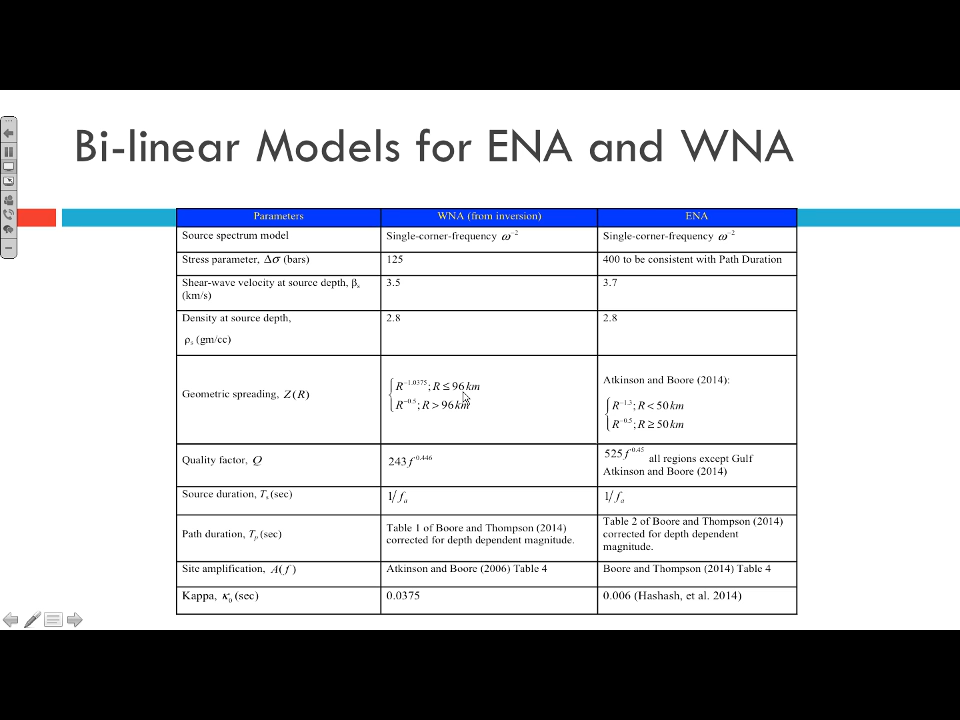 Bi-linear Models for ENA and WNA
Parameters WNA (from inversion) ENA
Source spectrum model Single-corner-frequency ω⁻² Single-corner-frequency ω⁻²
Stress parameter, Δσ (bars) 125 400 to be consistent with Path Duration
Shear-wave velocity at source depth, βₛ 3.5 3.7
(km/s)
Density at source depth, 2.8 2.8
ρₛ (gm/cc)
Geometric spreading, Z(R)
R⁻¹·⁰³⁷⁵; R ≤ 96 km
R⁻⁰·⁵; R > 96 km
Atkinson and Boore (2014):
R⁻¹·³; R < 50 km
R⁻⁰·⁵; R ≥ 50 km
Quality factor, Q 243f⁰·⁴⁴⁶ 525f⁰·⁴⁵ all regions except Gulf
Atkinson and Boore (2014)
Source duration, Tₛ (sec) 1/fₐ 1/fₐ
Path duration, Tₚ (sec)
Table 1 of Boore and Thompson (2014)
corrected for depth dependent magnitude.
Table 2 of Boore and Thompson (2014)
corrected for depth dependent
magnitude.
Site amplification, A(f) Atkinson and Boore (2006) Table 4 Boore and Thompson (2014) Table 4
Kappa, κ₀ (sec) 0.0375 0.006 (Hashash, et al. 2014)